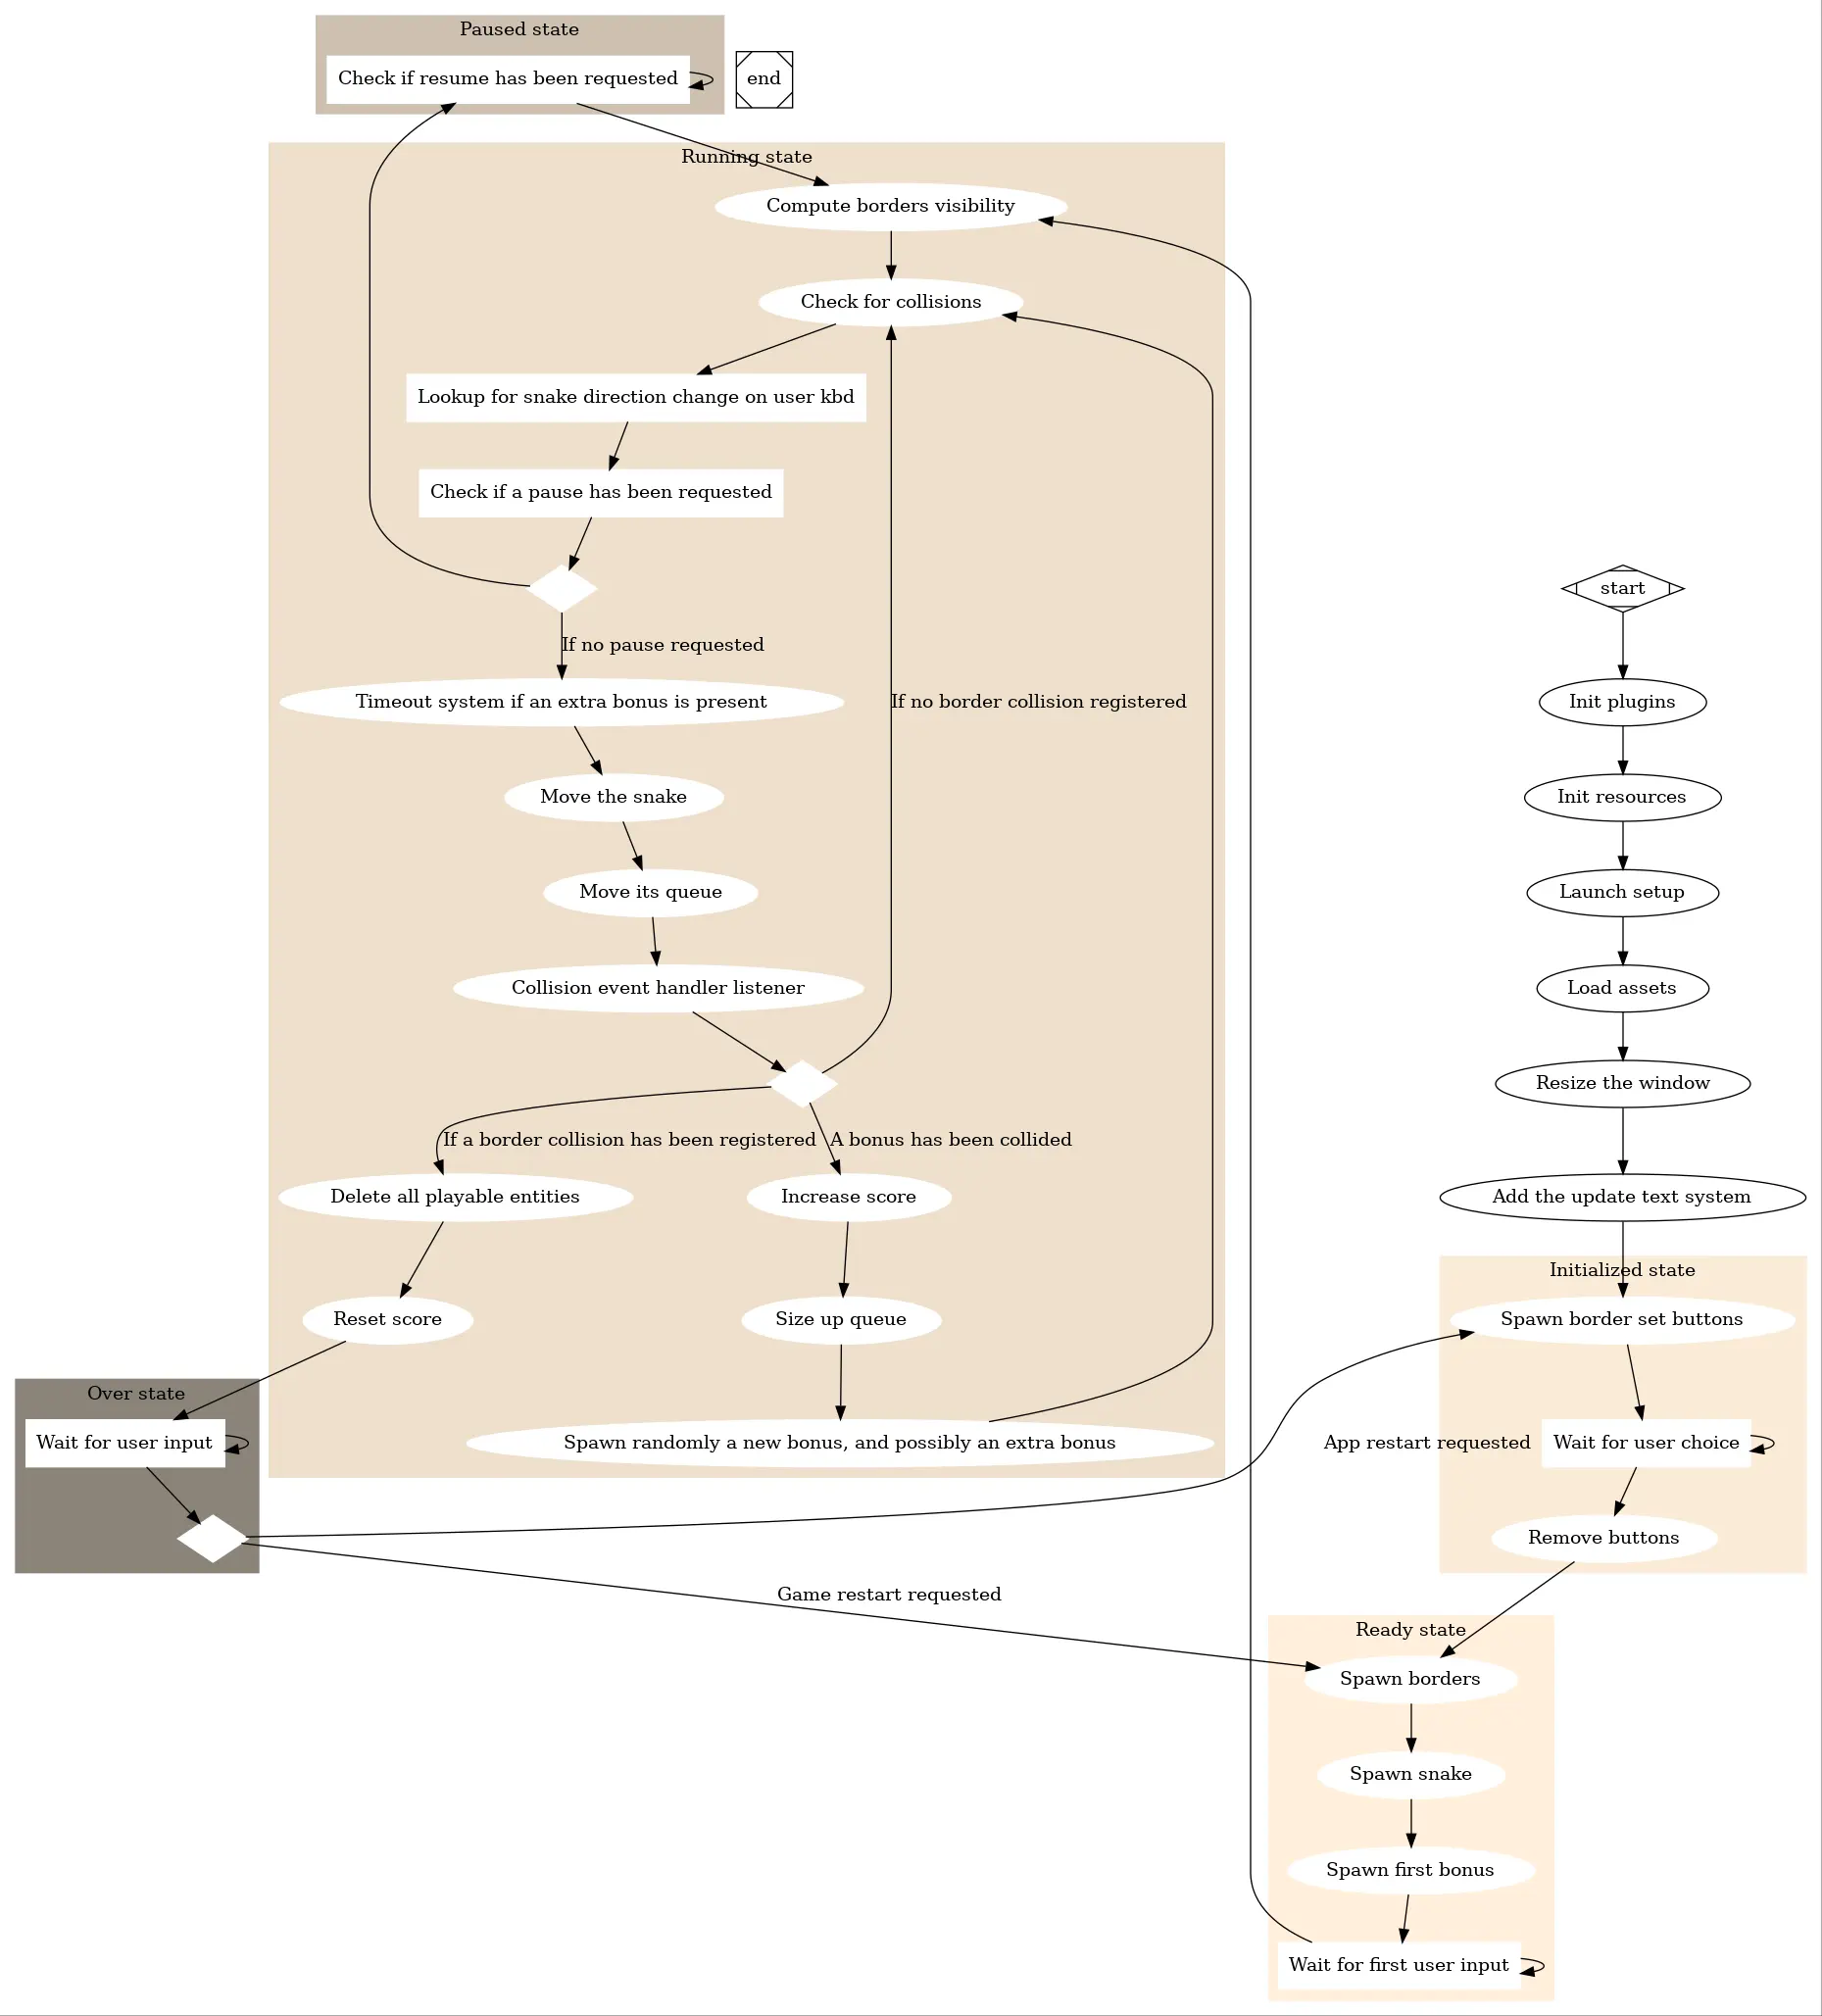 Paused state
Check if resume has been requested
end
Running state
Compute borders visibility
Check for collisions
Lookup for snake direction change on user kbd
Check if a pause has been requested
start
If no pause requested
Timeout system if an extra bonus is present
If no border collision registered
Init plugins
Move the snake
Init resources
Move its queue
Launch setup
Collision event handler listener
Load assets
Resize the window
If a border collision has been registered
A bonus has been collided
Delete all playable entities
Increase score
Add the update text system
Initialized state
Reset score
Size up queue
Spawn border set buttons
Over state
Wait for user input
Spawn randomly a new bonus, and possibly an extra bonus
App restart requested
Wait for user choice
Remove buttons
Game restart requested
Ready state
Spawn borders
Spawn snake
Spawn first bonus
Wait for first user input